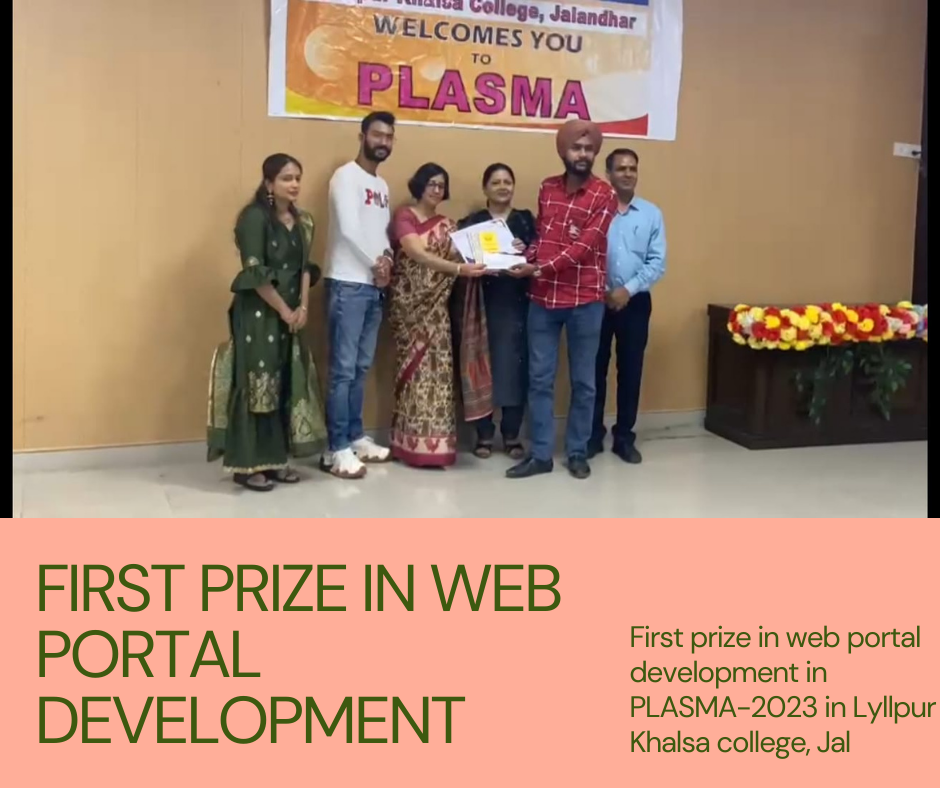 Khalsa College, Jalandhar
WELCOMES YOU
TO
PLASMA
FIRST PRIZE IN WEB
PORTAL
DEVELOPMENT
First prize in web portal
development in
PLASMA-2023 in Lyllpur
Khalsa college, Jal